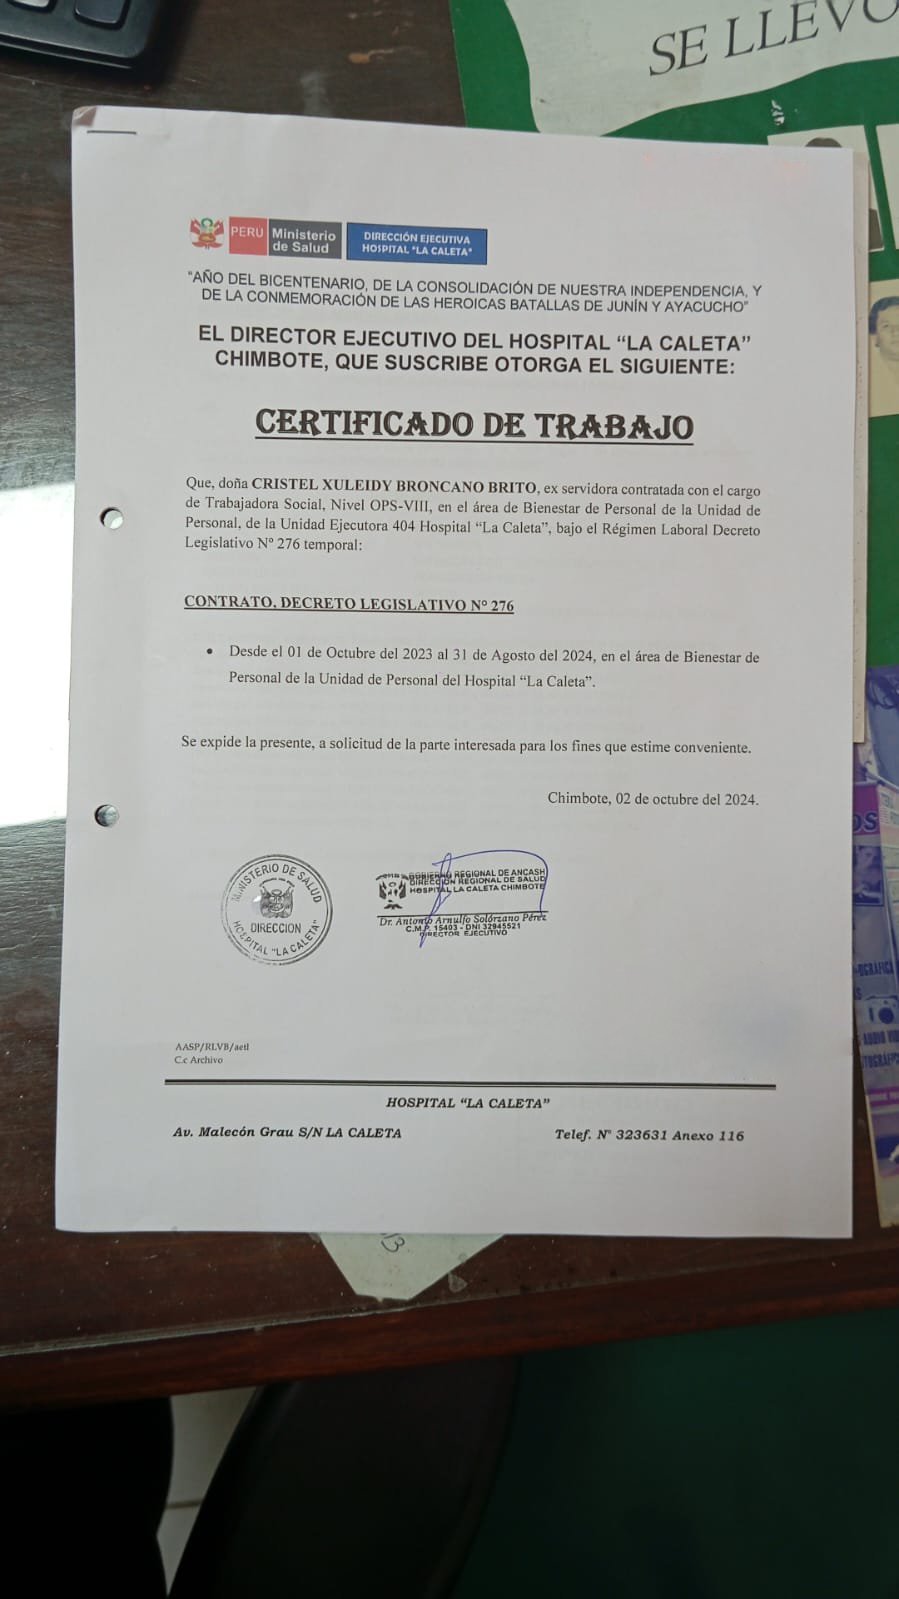 SE LLEVO
PERÚ Ministerio de Salud
DIRECCIÓN EJECUTIVA
HOSPITAL "LA CALETA"
"AÑO DEL BICENTENARIO, DE LA CONSOLIDACIÓN DE NUESTRA INDEPENDENCIA, Y
DE LA CONMEMORACIÓN DE LAS HEROICAS BATALLAS DE JUNÍN Y AYACUCHO"
EL DIRECTOR EJECUTIVO DEL HOSPITAL "LA CALETA"
CHIMBOTE, QUE SUSCRIBE OTORGA EL SIGUIENTE:
CERTIFICADO DE TRABAJO
Que, doña CRISTEL XULEIDY BRONCANO BRITO, ex servidora contratada con el cargo
de Trabajadora Social, Nivel OPS-VIII, en el área de Bienestar de Personal de la Unidad de
Personal, de la Unidad Ejecutora 404 Hospital "La Caleta", bajo el Régimen Laboral Decreto
Legislativo Nº 276 temporal:
CONTRATO, DECRETO LEGISLATIVO Nº 276
• Desde el 01 de Octubre del 2023 al 31 de Agosto del 2024, en el área de Bienestar de
Personal de la Unidad de Personal del Hospital "La Caleta".
Se expide la presente, a solicitud de la parte interesada para los fines que estime conveniente.
Chimbote, 02 de octubre del 2024.
MINISTERIO DE SALUD
DIRECCION
HOSPITAL "LA CALETA"
GOBIERNO REGIONAL DE ANCASH
DIRECCIÓN REGIONAL DE SALUD
HOSPITAL LA CALETA CHIMBOTE
Dr. Antonio Arnulfo Solórzano Pérez
C.M.P. 15403 - DNI 32945521
DIRECTOR EJECUTIVO
AASP/RLVB/aetl
C.c Archivo
HOSPITAL "LA CALETA"
Av. Malecón Grau S/N LA CALETA
Telef. Nº 323631 Anexo 116